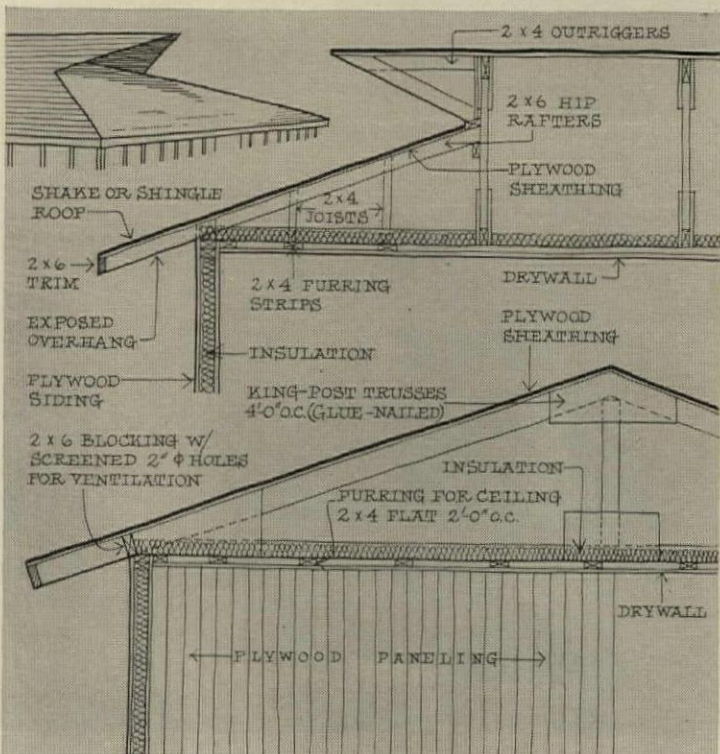 2 x 4 OUTRIGGERS
2 x 6 HIP
RAFTERS
PLYWOOD
SHEATHING
SHAKE OR SHINGLE
ROOF
2 x 4
JOISTS
2 x 6
TRIM
2 x 4 FURRING
STRIPS
DRYWALL
EXPOSED
OVERHANG
PLYWOOD
SHEATHING
INSULATION
PLYWOOD
SIDING
KING-POST TRUSSES
4'0" O.C. (GLUE-NAILED)
2 x 6 BLOCKING W/
SCREENED 2" φ HOLES
FOR VENTILATION
INSULATION
FURRING FOR CEILING
2 x 4 FLAT 2'-0" O.C.
DRYWALL
PLYWOOD PANELING